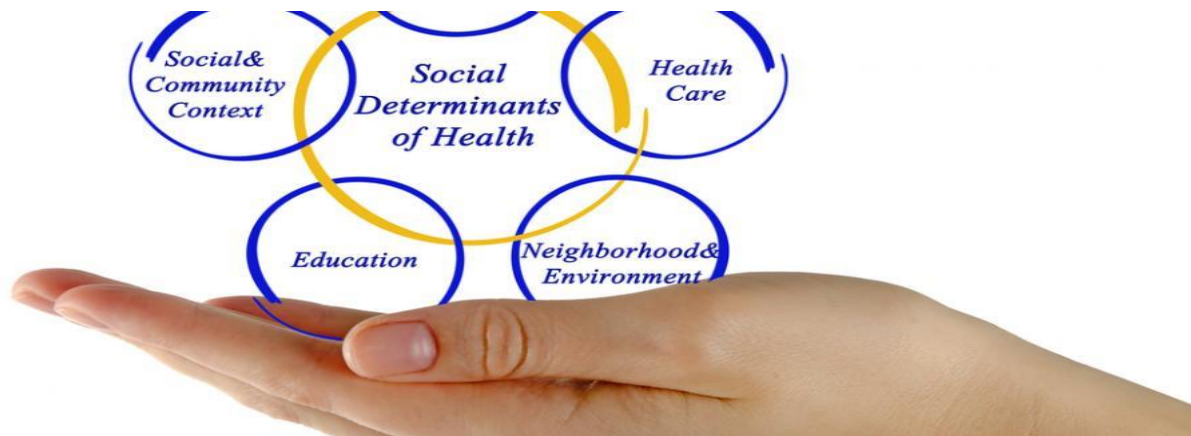 Social&
Community
Context
Social
Determinants
of Health
Health
Care
Education
Neighborhood&
Environment